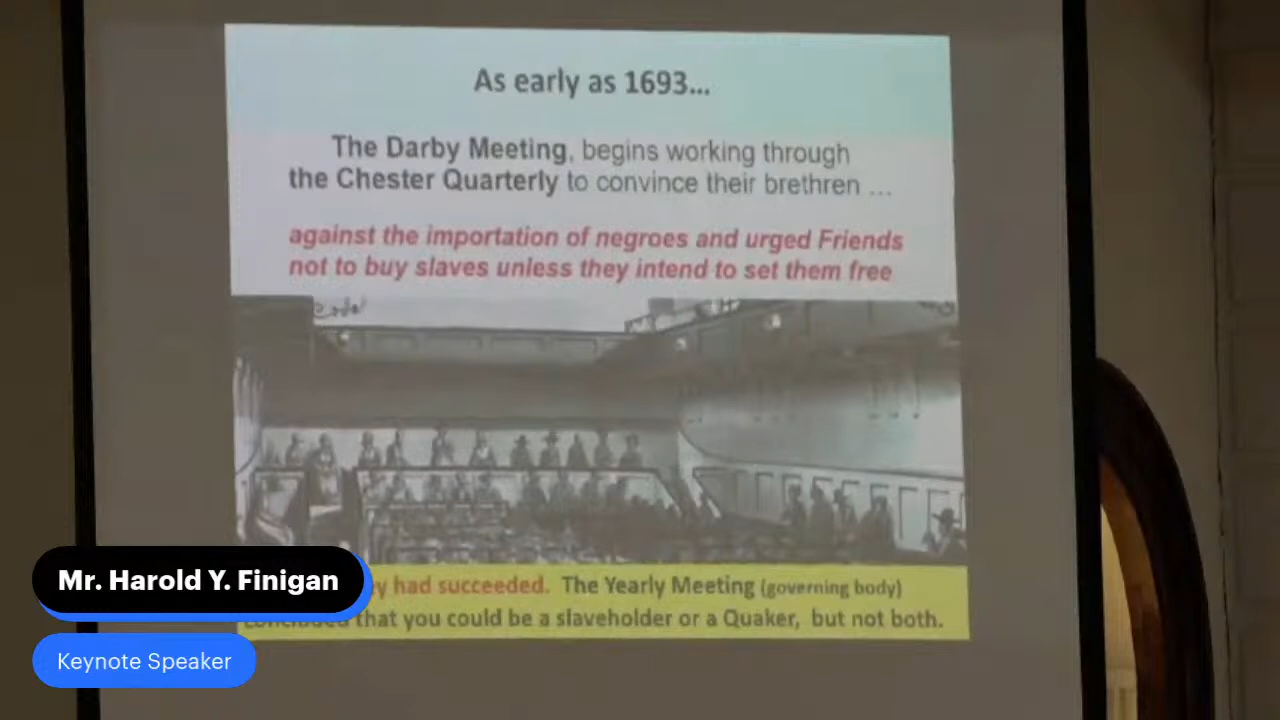 As early as 1693...
The Darby Meeting, begins working through
the Chester Quarterly to convince their brethren ...
against the importation of negroes and urged Friends
not to buy slaves unless they intend to set them free
had succeeded. The Yearly Meeting (governing body)
that you could be a slaveholder or a Quaker, but not both.
Mr. Harold Y. Finigan
Keynote Speaker